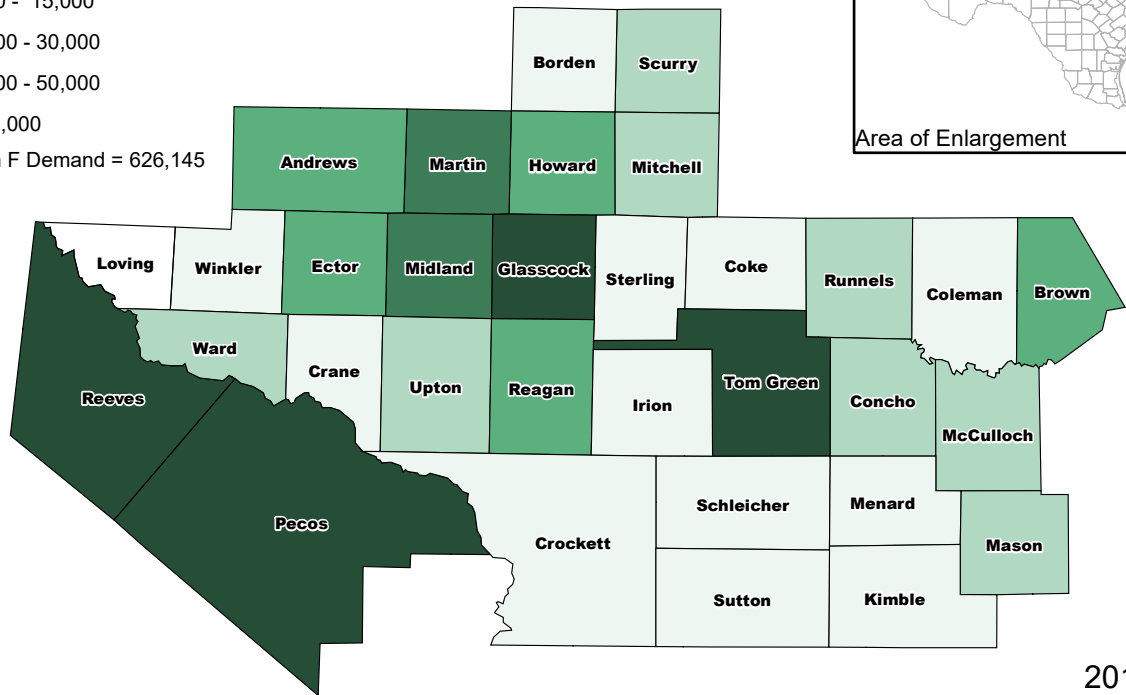 15,000
00 - 30,000
00 - 50,000
,000
F Demand = 626,145
Area of Enlargement
Borden
Scurry
Andrews
Martin
Howard
Mitchell
Loving
Winkler
Ector
Midland
Glasscock
Sterling
Coke
Runnels
Coleman
Brown
Ward
Crane
Upton
Reagan
Irion
Tom Green
Concho
McCulloch
Reeves
Pecos
Crockett
Schleicher
Menard
Mason
Sutton
Kimble
201